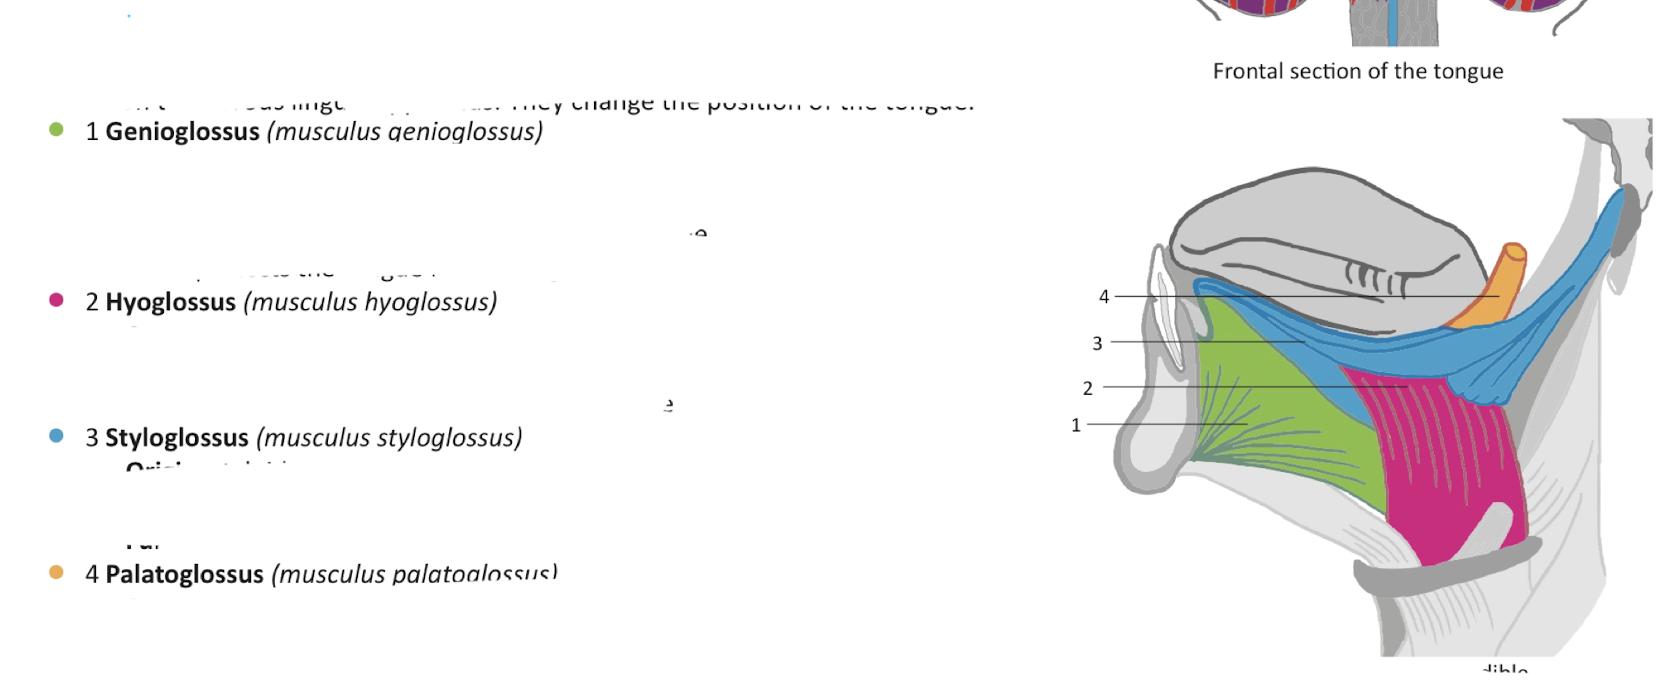 Frontal section of the tongue
They change the position of the tongue.
1 Genioglossus (musculus genioglossus)
2 Hyoglossus (musculus hyoglossus)
3 Styloglossus (musculus styloglossus)
4 Palatoglossus (musculus palatoglossus)
4
3
2
1